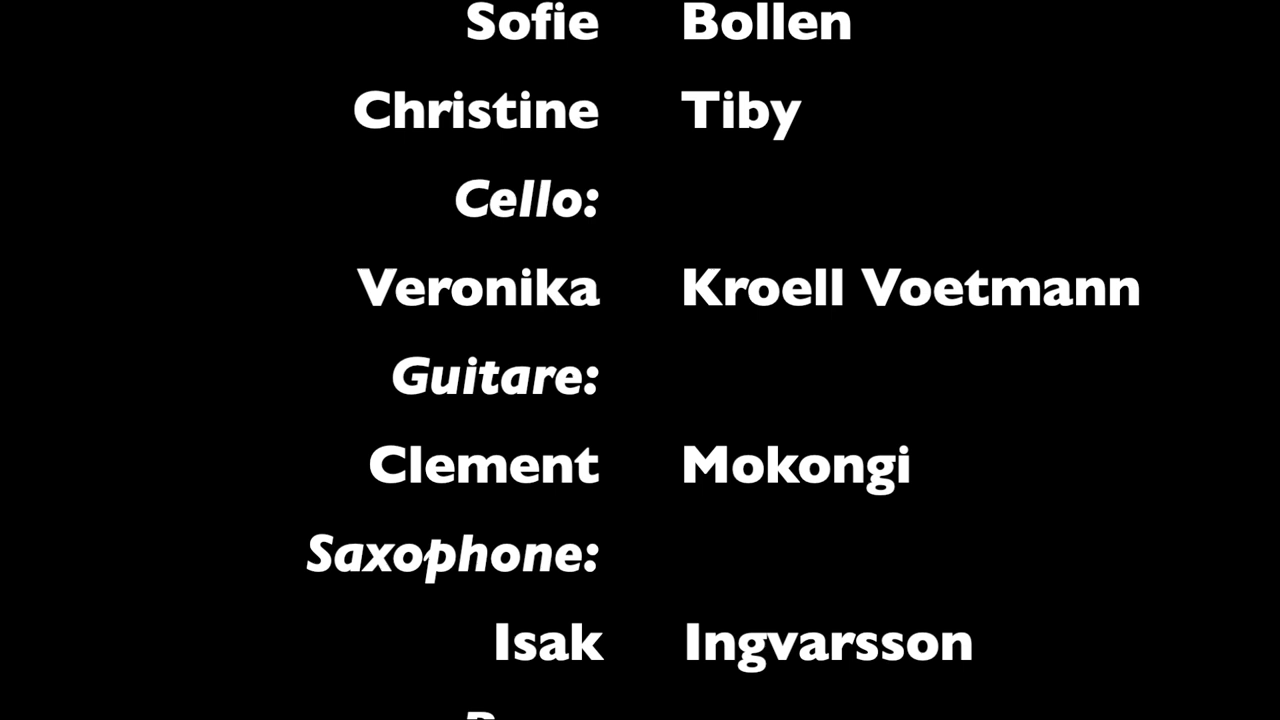 Sofie Bollen
Christine Tiby
Cello:
Veronika Kroell Voetmann
Guitare:
Clement Mokongi
Saxophone:
Isak Ingvarsson